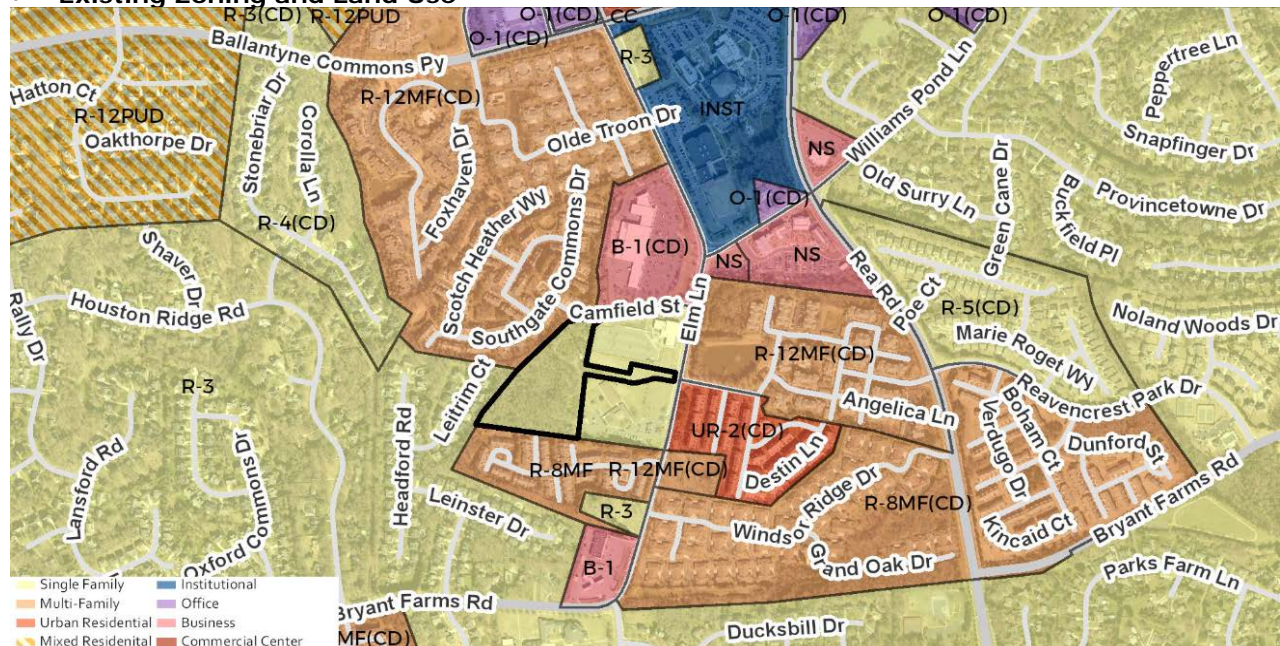 Existing Zoning and Land Use
R-3(CD)
R-12PUD
O-1(CD)
O-1(CD)
CC
O-1(CD)
O-1(CD)
Ballantyne Commons Py
Hatton Ct
R-12PUD
Oakthorpe Dr
Stonebriar Dr
Corolla Ln
R-4(CD)
R-12MF(CD)
Foxhaven Dr
Olde Troon Dr
R-3
INST
Williams Pond Ln
Peppertree Ln
Snapfinger Dr
NS
Old Surry Ln
Green Cane Dr
Buckfield Pl
Provincetowne Dr
O-1(CD)
Scotch Heather Wy
Southgate Commons Dr
B-1(CD)
NS
NS
Rea Rd
Poe Ct
R-5(CD)
Shaver Dr
Houston Ridge Rd
Rally Dr
Camfield St
Elm Ln
Marie Roget Wy
Noland Woods Dr
R-12MF(CD)
Reavencrest Park Dr
R-3
Leitrim Ct
Headford Rd
Angelica Ln
Verdugo Dr
Boham Ct
Dunford St
Lansford Rd
Oxford Commons Dr
UR-2(CD)
Destin Ln
R-8MF
R-12MF(CD)
Leinster Dr
R-3
Windsor Ridge Dr
R-8MF(CD)
Kincaid Ct
Bryant Farms Rd
Grand Oak Dr
B-1
Parks Farm Ln
Bryant Farms Rd
Ducksbill Dr
MF(CD)
Single Family
Multi-Family
Urban Residential
Mixed Residenital
Institutional
Office
Business
Commercial Center